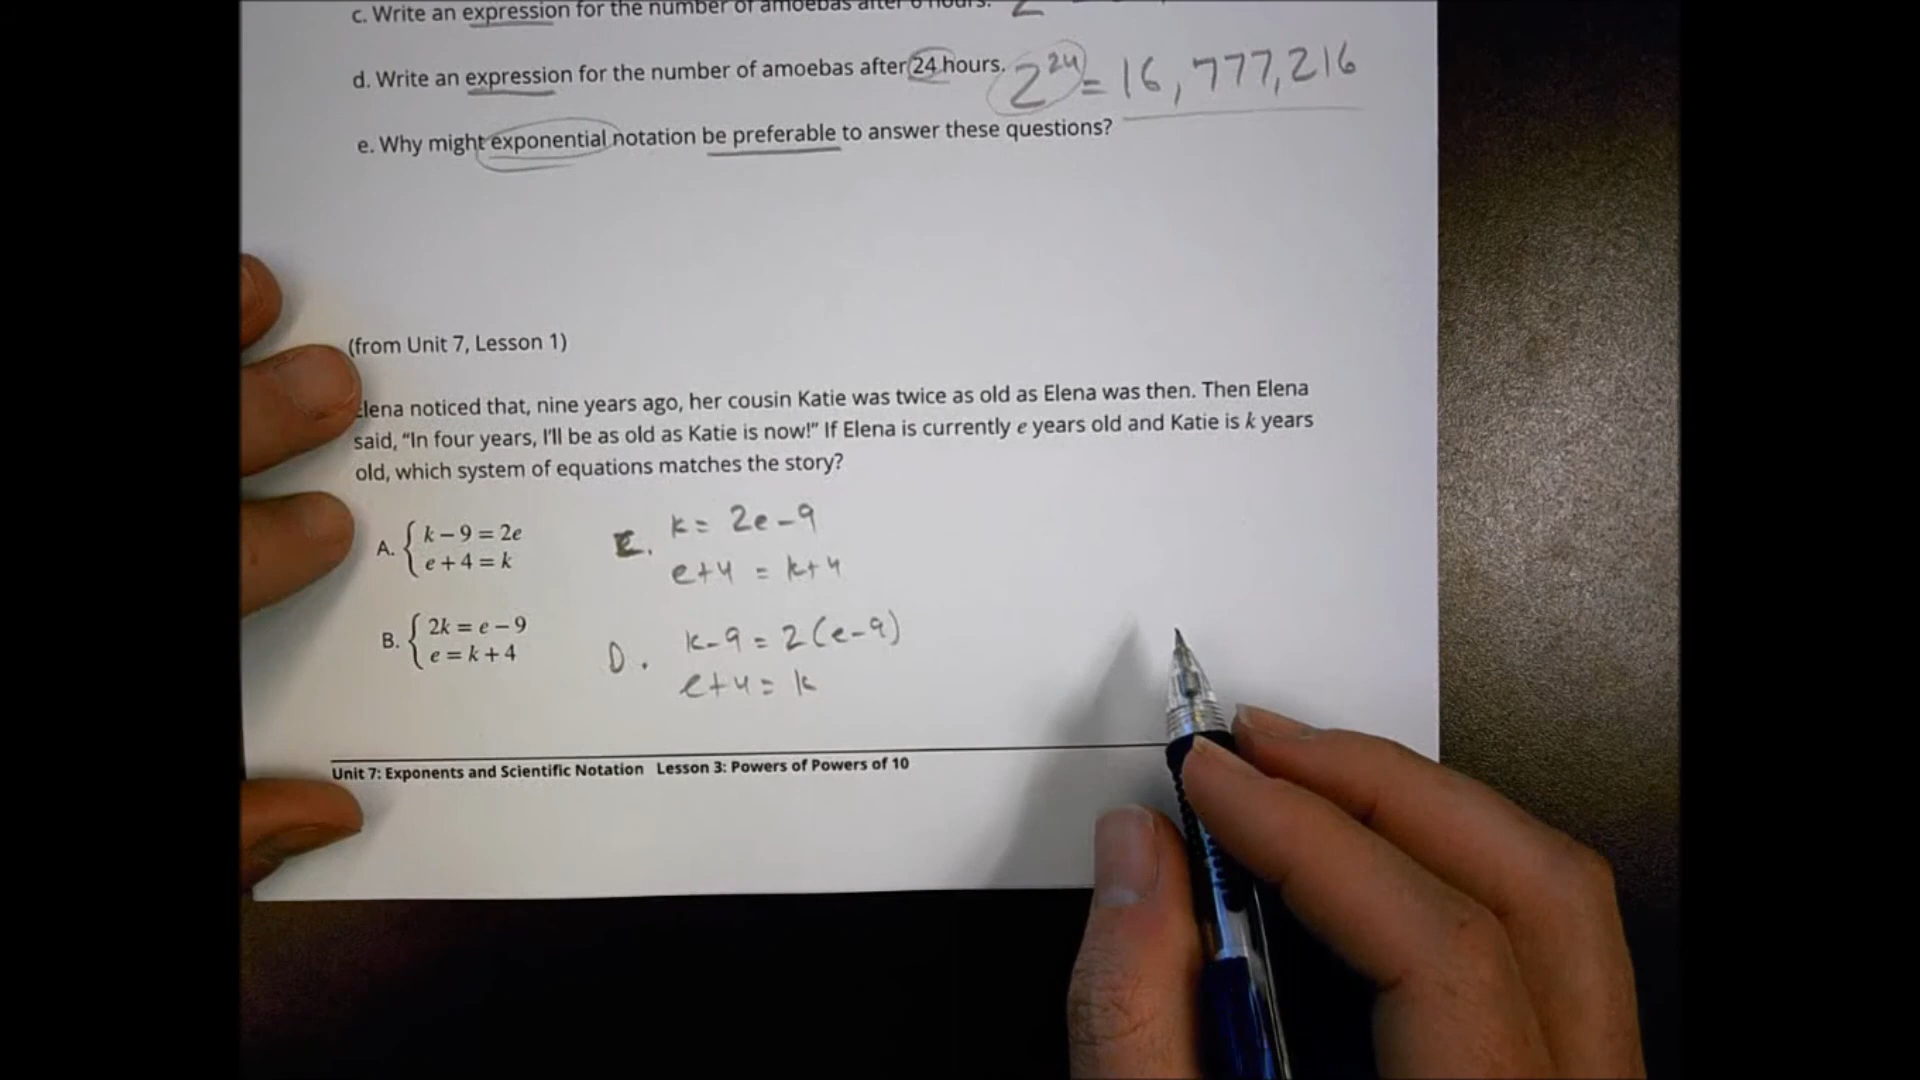 c. Write an expression for the number of amoebas after 6 hours. 2
d. Write an expression for the number of amoebas after 24 hours. 2^24 = 16,777,216
e. Why might exponential notation be preferable to answer these questions?
(from Unit 7, Lesson 1)
Elena noticed that, nine years ago, her cousin Katie was twice as old as Elena was then. Then Elena
said, “In four years, I’ll be as old as Katie is now!” If Elena is currently e years old and Katie is k years
old, which system of equations matches the story?
A. { k – 9 = 2e
e + 4 = k
B. { 2k = e – 9
e = k + 4
C. k = 2e – 9
e+4 = k+4
D. k-9 = 2(e-9)
e+4 = k
Unit 7: Exponents and Scientific Notation Lesson 3: Powers of Powers of 10